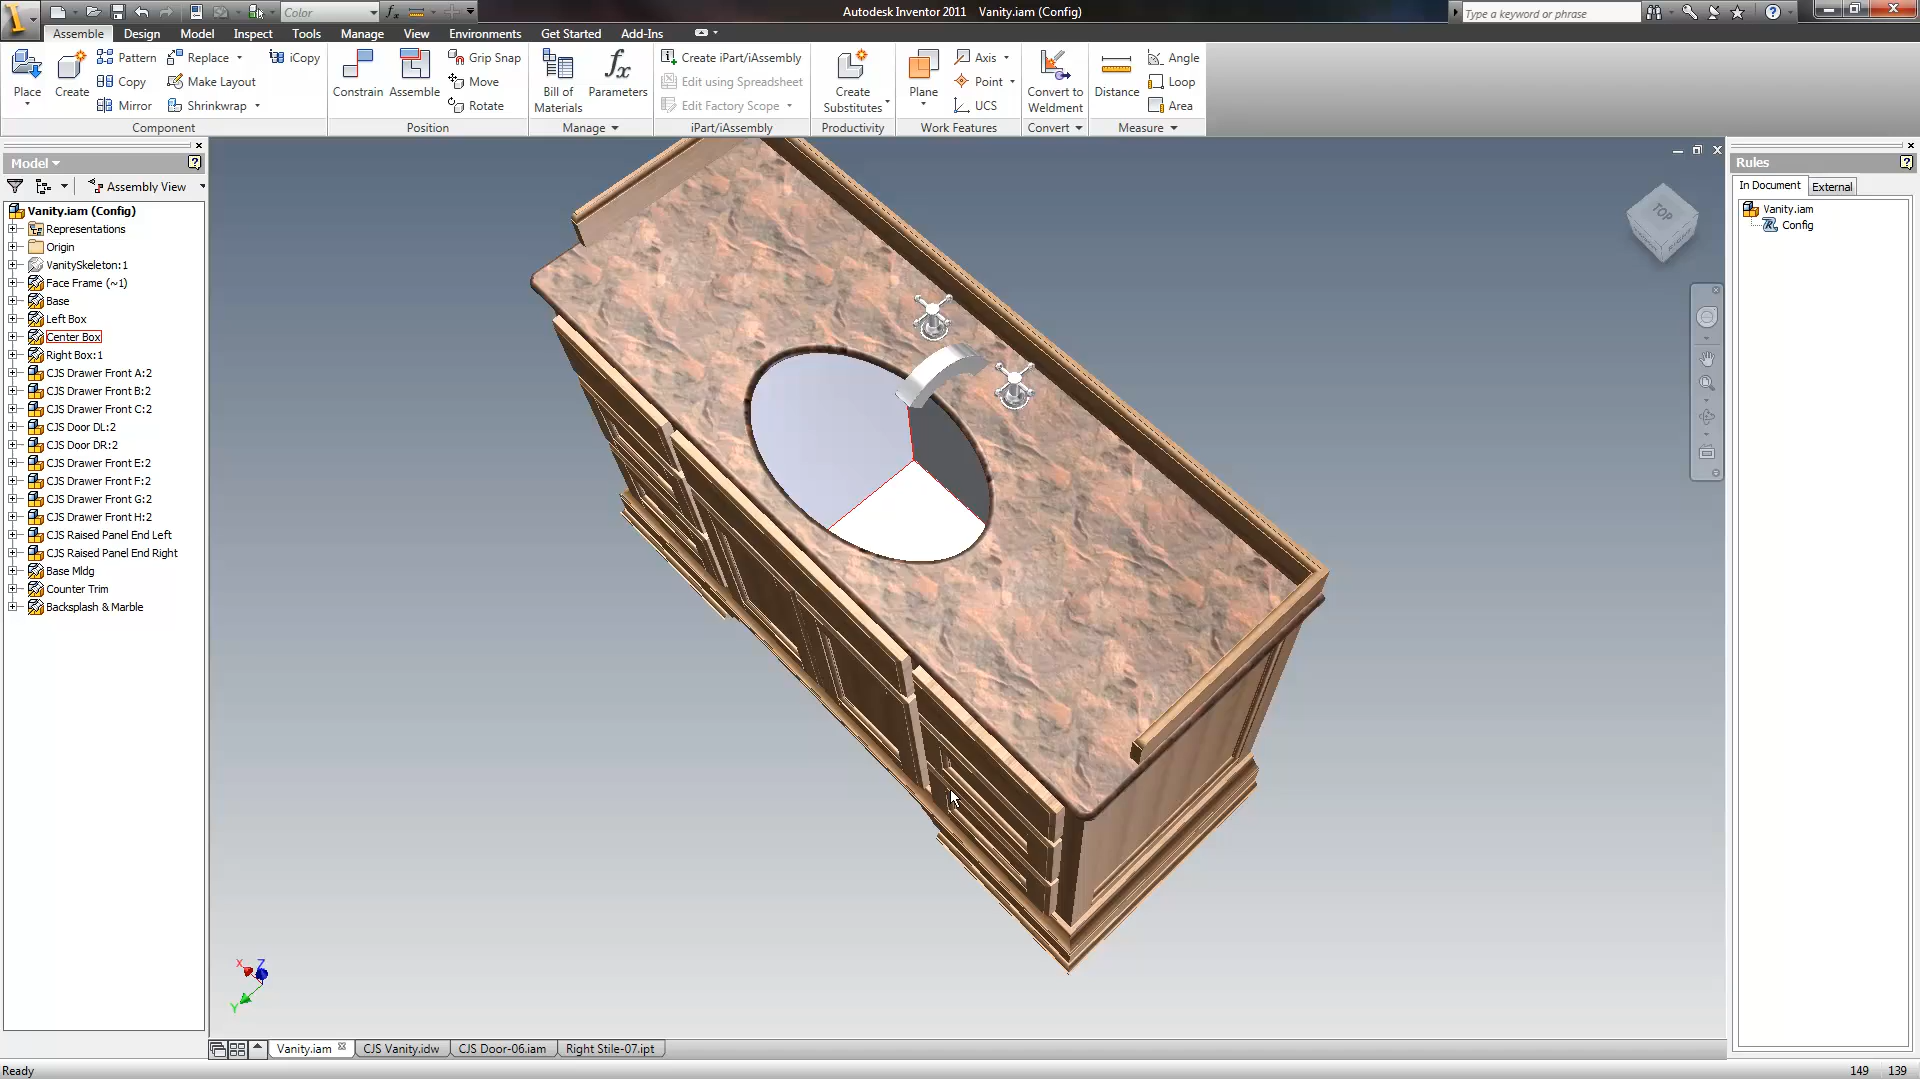 Color
Autodesk Inventor 2011 Vanity.iam (Config)
Type a keyword or phrase
Assemble Design Model Inspect Tools Manage View Environments Get Started Add-Ins
Place
Create
Pattern
Copy
Mirror
Replace
Make Layout
Shrinkwrap
iCopy
Component
Constrain
Assemble
Grip Snap
Move
Rotate
Position
Bill of
Materials
fx
Parameters
Manage
Create iPart/iAssembly
Edit using Spreadsheet
Edit Factory Scope
iPart/iAssembly
Create
Substitutes
Productivity
Plane
Axis
Point
UCS
Work Features
Convert to
Weldment
Convert
Distance
Angle
Loop
Area
Measure
Model
Assembly View
Vanity.iam (Config)
Representations
Origin
VanitySkeleton:1
Face Frame (~1)
Base
Left Box
Center Box
Right Box:1
CJS Drawer Front A:2
CJS Drawer Front B:2
CJS Drawer Front C:2
CJS Door DL:2
CJS Door DR:2
CJS Drawer Front E:2
CJS Drawer Front F:2
CJS Drawer Front G:2
CJS Drawer Front H:2
CJS Raised Panel End Left
CJS Raised Panel End Right
Base Mldg
Counter Trim
Backsplash & Marble
TOP
X
Z
Y
Rules
In Document External
Vanity.iam
Config
Vanity.iam CJS Vanity.idw CJS Door-06.iam Right Stile-07.ipt
Ready
149 139